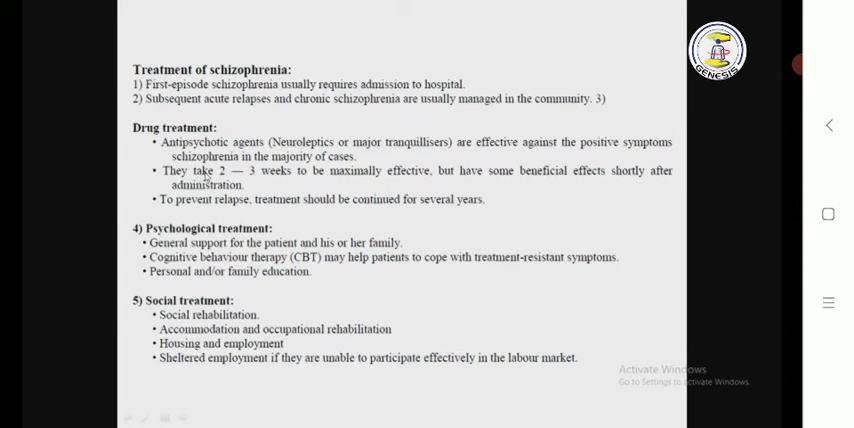 GENESIS
Treatment of schizophrenia:
1) First-episode schizophrenia usually requires admission to hospital.
2) Subsequent acute relapses and chronic schizophrenia are usually managed in the community. 3)
Drug treatment:
• Antipsychotic agents (Neuroleptics or major tranquillisers) are effective against the positive symptoms
schizophrenia in the majority of cases.
• They take 2 — 3 weeks to be maximally effective, but have some beneficial effects shortly after
administration.
• To prevent relapse, treatment should be continued for several years.
4) Psychological treatment:
• General support for the patient and his or her family.
• Cognitive behaviour therapy (CBT) may help patients to cope with treatment-resistant symptoms.
• Personal and/or family education.
5) Social treatment:
• Social rehabilitation.
• Accommodation and occupational rehabilitation
• Housing and employment
• Sheltered employment if they are unable to participate effectively in the labour market.
Activate Windows
Go to Settings to activate Windows.